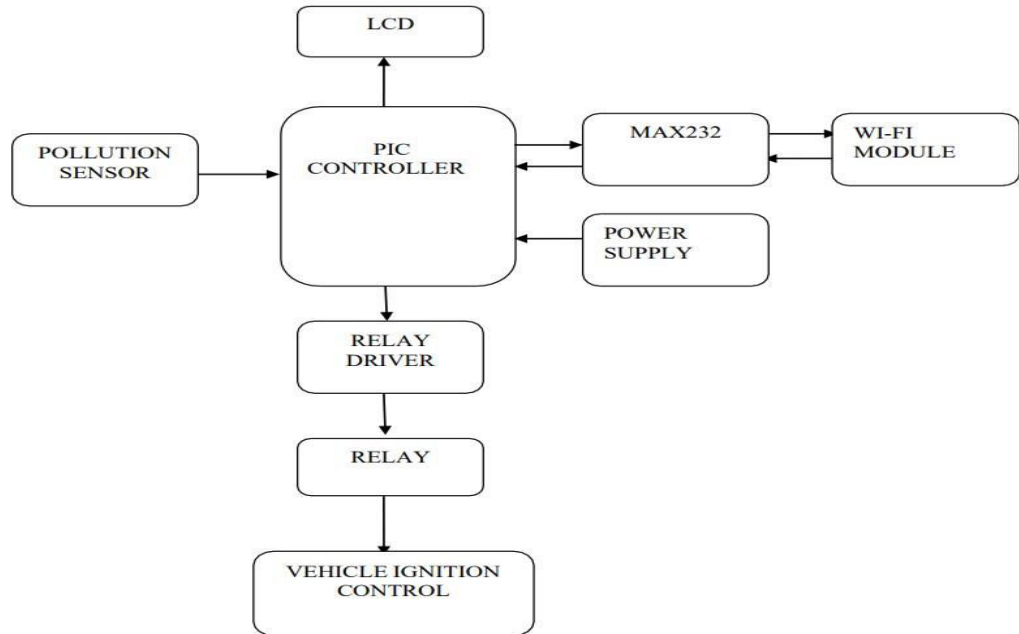 LCD
PIC
CONTROLLER
MAX232
WI-FI
MODULE
POLLUTION
SENSOR
POWER
SUPPLY
RELAY
DRIVER
RELAY
VEHICLE IGNITION
CONTROL